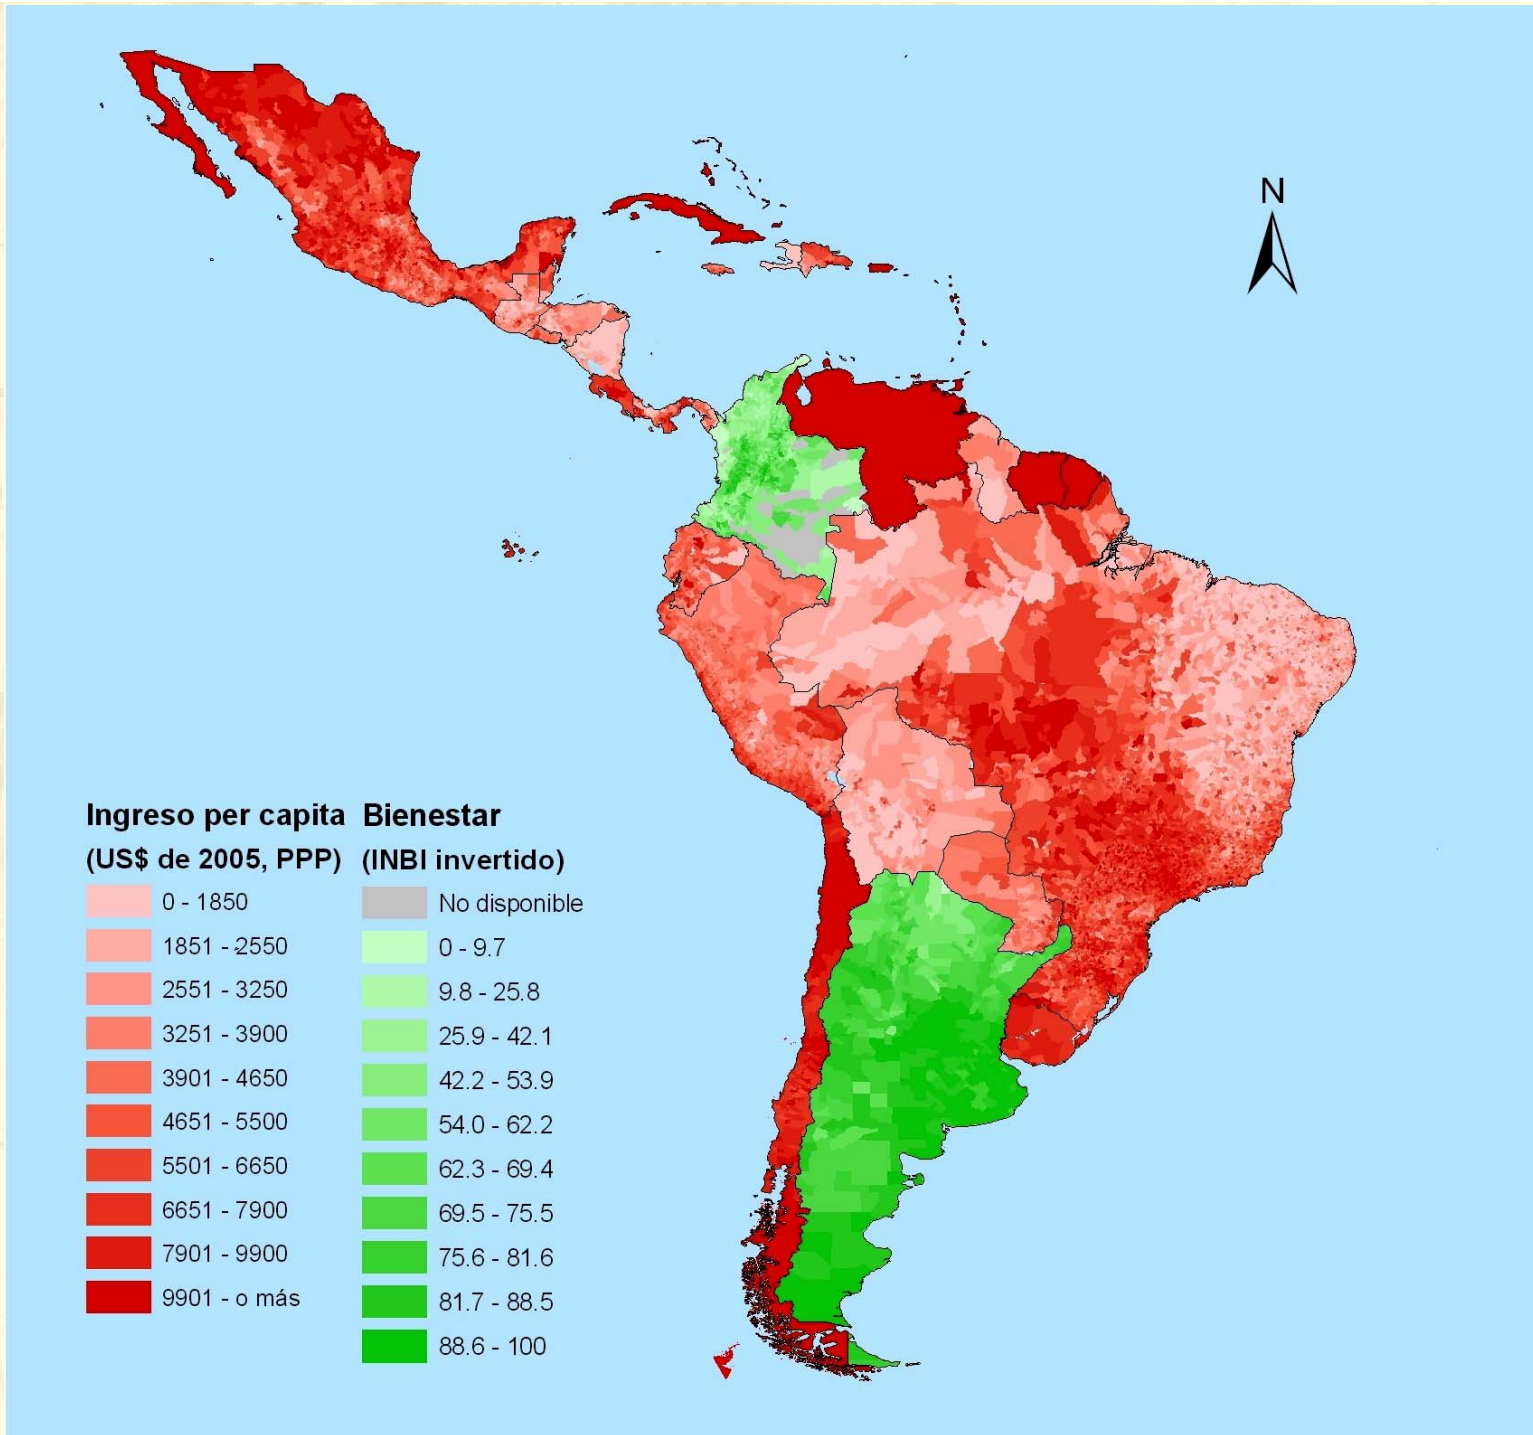 N
Ingreso per capita
(US$ de 2005, PPP)
0 - 1850
1851 - 2550
2551 - 3250
3251 - 3900
3901 - 4650
4651 - 5500
5501 - 6650
6651 - 7900
7901 - 9900
9901 - o más
Bienestar
(INBI invertido)
No disponible
0 - 9.7
9.8 - 25.8
25.9 - 42.1
42.2 - 53.9
54.0 - 62.2
62.3 - 69.4
69.5 - 75.5
75.6 - 81.6
81.7 - 88.5
88.6 - 100